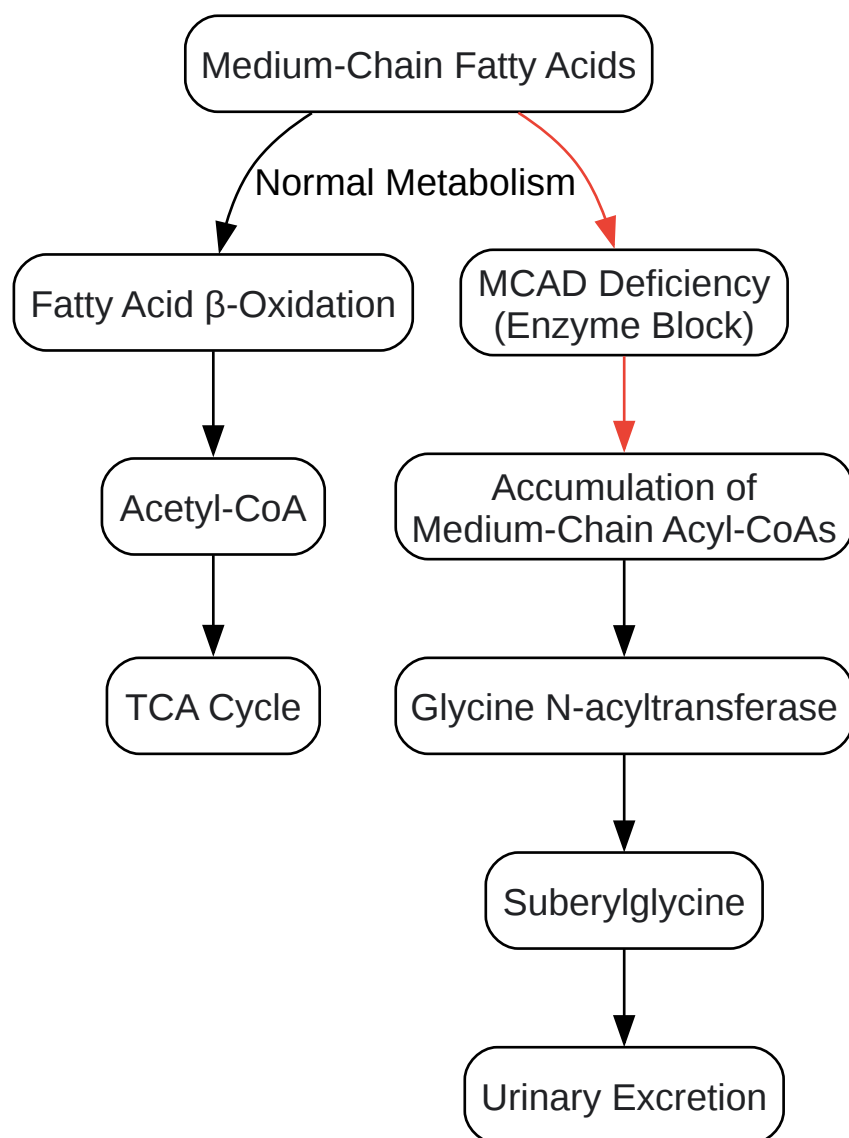 Medium-Chain Fatty Acids
Normal Metabolism
Fatty Acid β-Oxidation
MCAD Deficiency
(Enzyme Block)
Acetyl-CoA
Accumulation of
Medium-Chain Acyl-CoAs
TCA Cycle
Glycine N-acyltransferase
Suberylglycine
Urinary Excretion